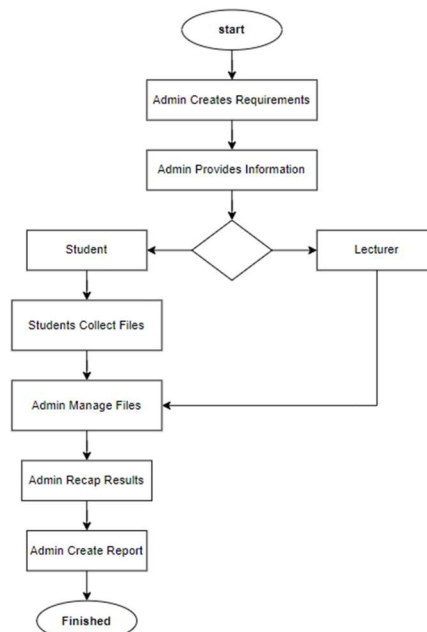 start
Admin Creates Requirements
Admin Provides Information
Student
Lecturer
Students Collect Files
Admin Manage Files
Admin Recap Results
Admin Create Report
Finished